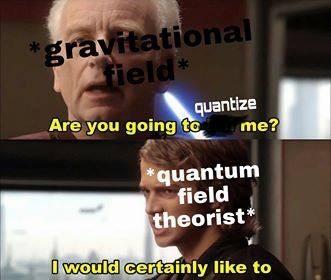 *gravitational
field*
quantize
Are you going to me?
*quantum
field
theorist*
I would certainly like to